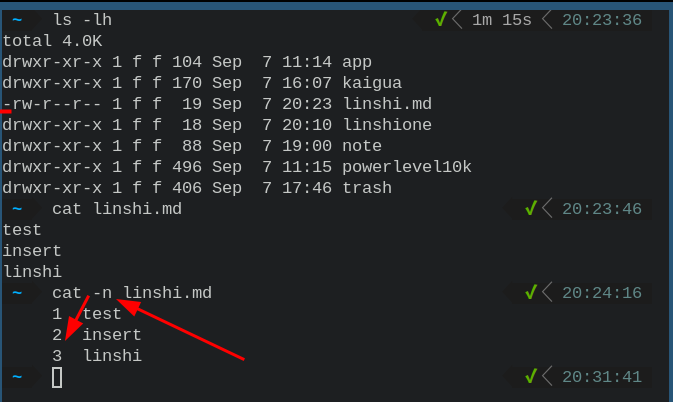 ~ ls -lh ✓ 1m 15s 20:23:36
total 4.0K
drwxr-xr-x 1 f f 104 Sep  7 11:14 app
drwxr-xr-x 1 f f 170 Sep  7 16:07 kaigua
-rw-r--r-- 1 f f  19 Sep  7 20:23 linshi.md
drwxr-xr-x 1 f f  18 Sep  7 20:10 linshione
drwxr-xr-x 1 f f  88 Sep  7 19:00 note
drwxr-xr-x 1 f f 496 Sep  7 11:15 powerlevel10k
drwxr-xr-x 1 f f 406 Sep  7 17:46 trash
~ cat linshi.md ✓ 20:23:46
test
insert
linshi
~ cat -n linshi.md ✓ 20:24:16
1  test
2  insert
3  linshi
~ ✓ 20:31:41